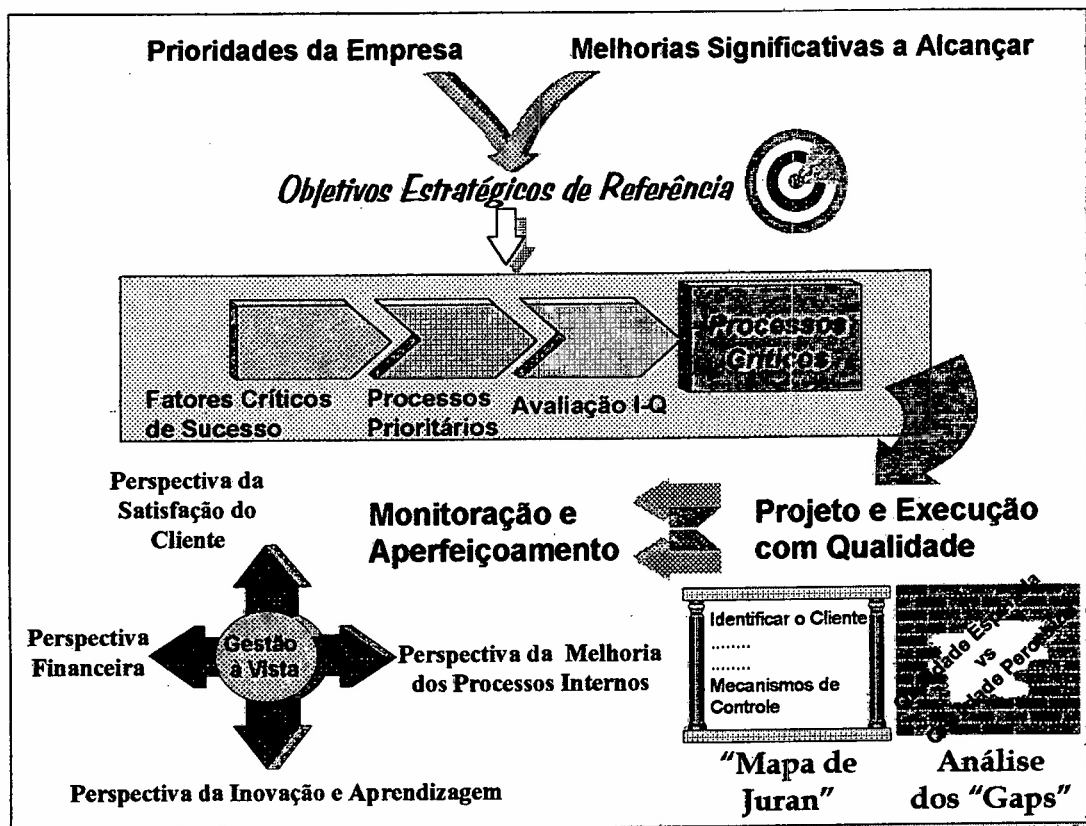 Prioridades da Empresa
Melhorias Significativas a Alcançar
Objetivos Estratégicos de Referência
Processos
Críticos
Fatores Críticos
de Sucesso
Processos
Prioritários
Avaliação I-Q
Perspectiva da
Satisfação do
Cliente
Monitoração e
Aperfeiçoamento
Projeto e Execução
com Qualidade
Perspectiva
Financeira
Gestão
à Vista
Perspectiva da Melhoria
dos Processos Internos
Perspectiva da Inovação e Aprendizagem
Identificar o Cliente
........
........
Mecanismos de
Controle
"Mapa de
Juran"
vs
Análise
dos "Gaps"